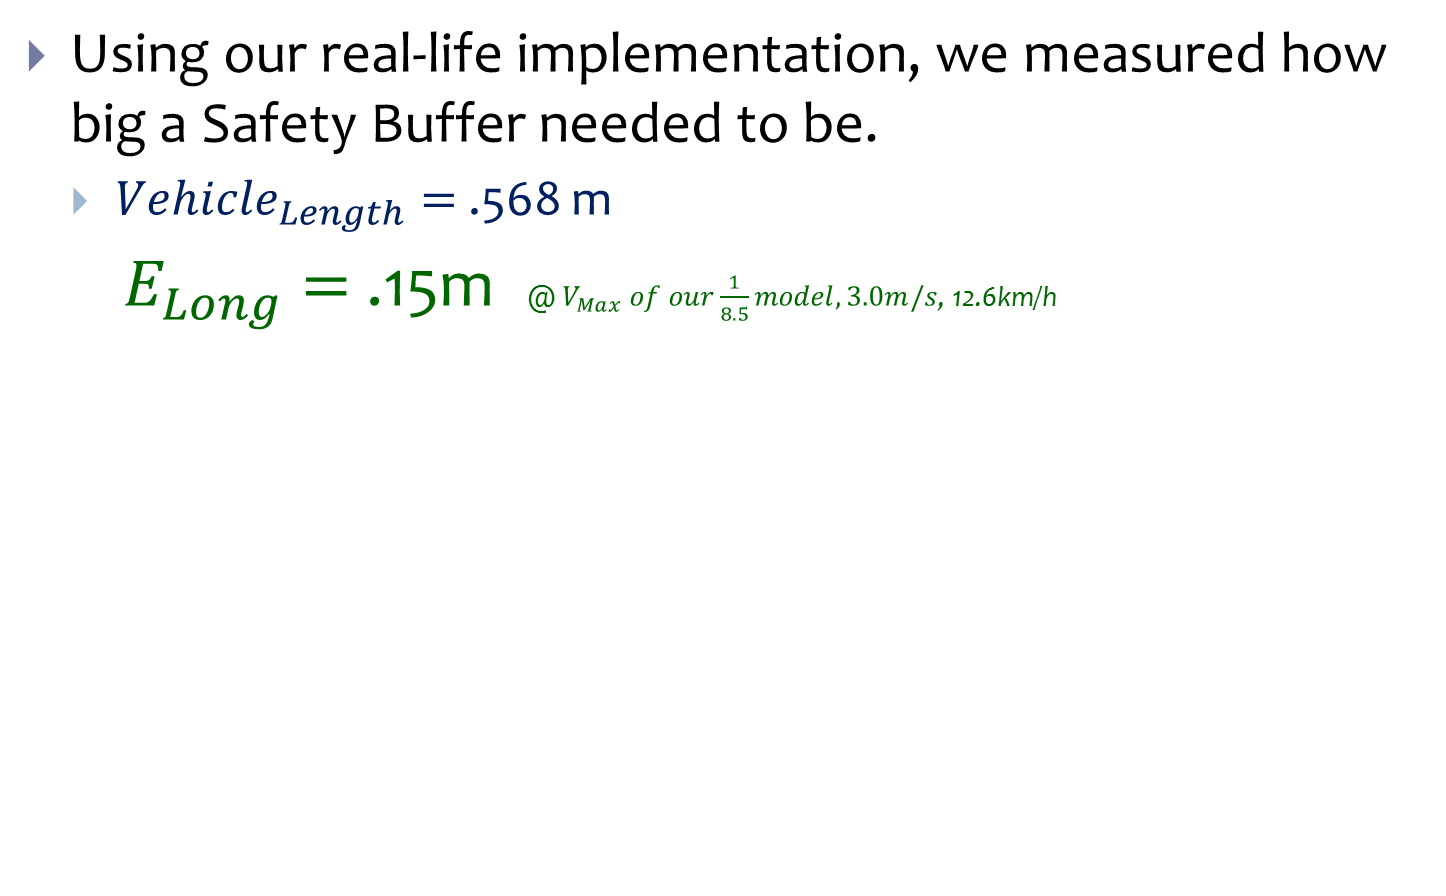 Using our real-life implementation, we measured how
big a Safety Buffer needed to be.
Vehicle_Length = .568 m
E_Long = .15m @ V_Max of our 1/8.5 model, 3.0m/s, 12.6km/h